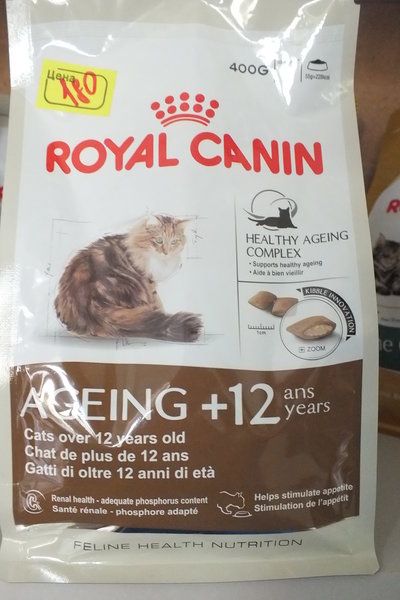 400G
55g=228kcal
Цена
180
ROYAL CANIN
HEALTHY AGEING
COMPLEX
• Supports healthy ageing
• Aide à bien vieillir
KIBBLE INNOVATION
1cm
ZOOM
AGEING +12 ans
years
Cats over 12 years old
Chat de plus de 12 ans
Gatti di oltre 12 anni di età
Renal health - adequate phosphorus content
Santé rénale - phosphore adapté
Helps stimulate appetite
Stimulation de l'appétit
FELINE HEALTH NUTRITION